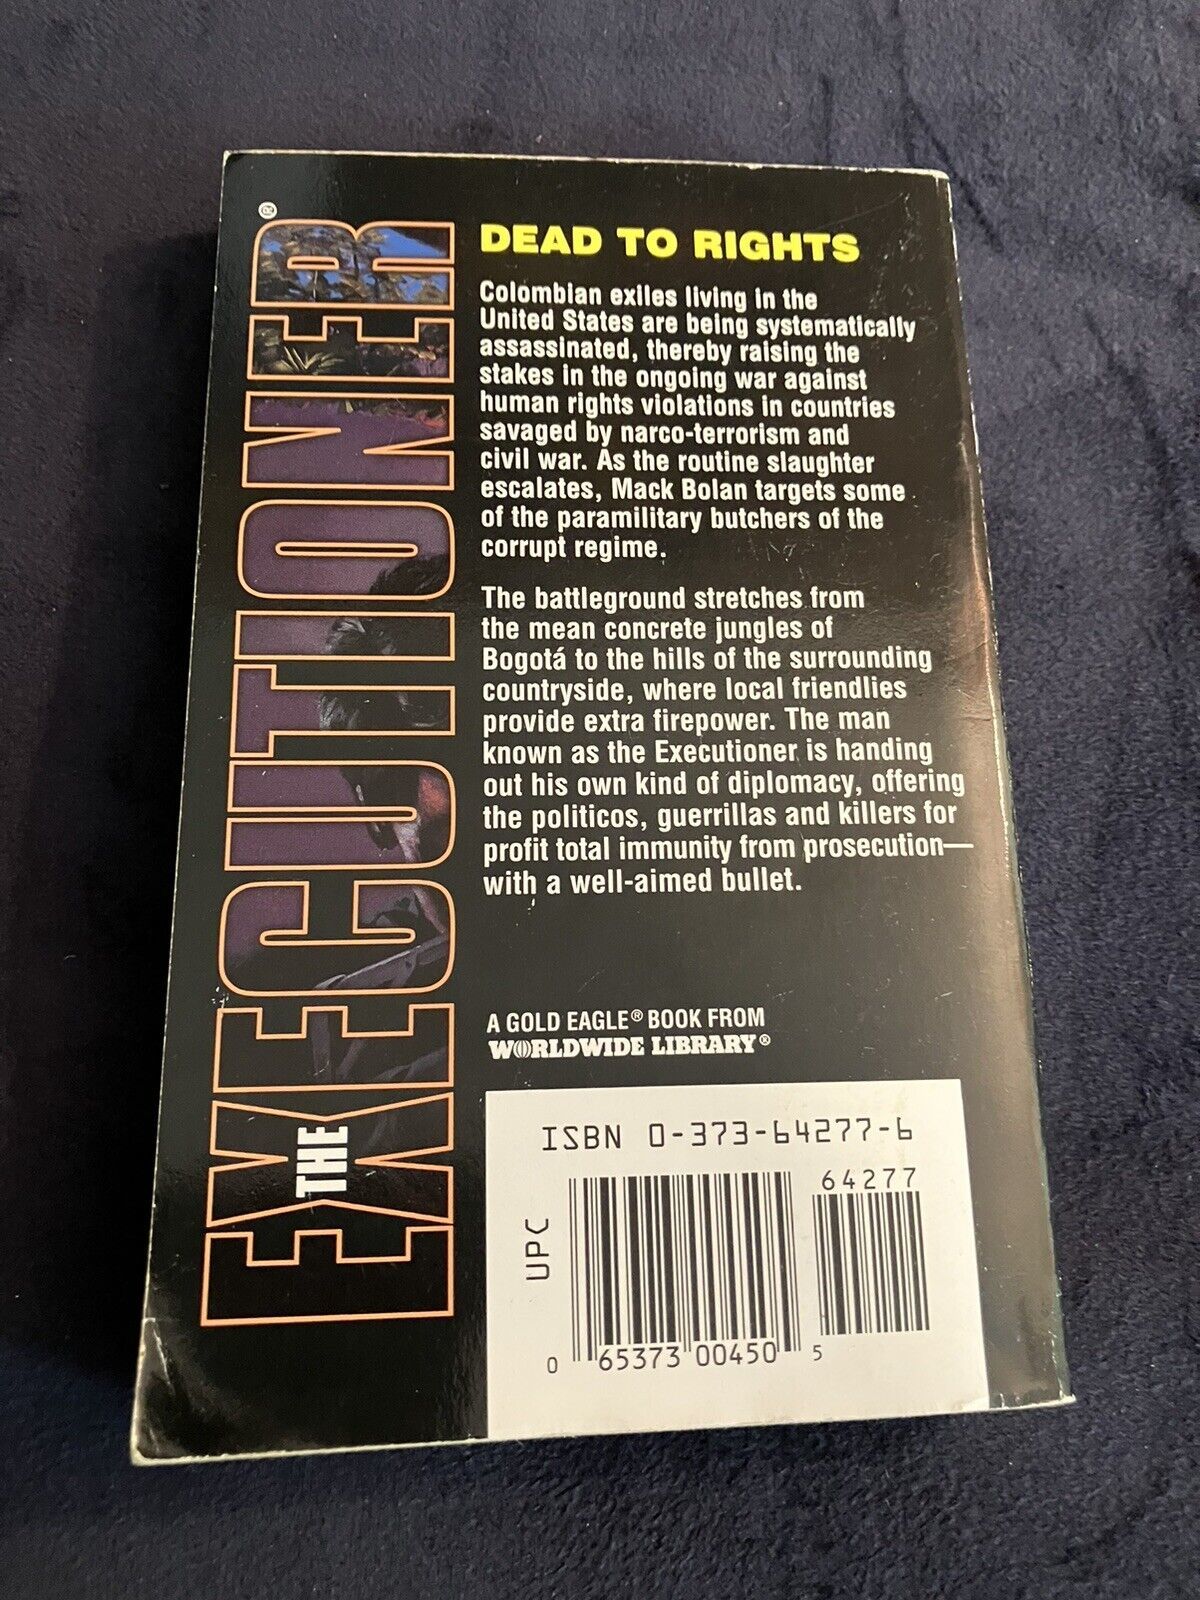 THE
EXECUTIONER®
DEAD TO RIGHTS
Colombian exiles living in the
United States are being systematically
assassinated, thereby raising the
stakes in the ongoing war against
human rights violations in countries
savaged by narco-terrorism and
civil war. As the routine slaughter
escalates, Mack Bolan targets some
of the paramilitary butchers of the
corrupt regime.
The battleground stretches from
the mean concrete jungles of
Bogotá to the hills of the surrounding
countryside, where local friendlies
provide extra firepower. The man
known as the Executioner is handing
out his own kind of diplomacy, offering
the politicos, guerrillas and killers for
profit total immunity from prosecution—
with a well-aimed bullet.
A GOLD EAGLE® BOOK FROM
WORLDWIDE LIBRARY®
ISBN 0-373-64277-6
64277
UPC
0 65373 00450 5